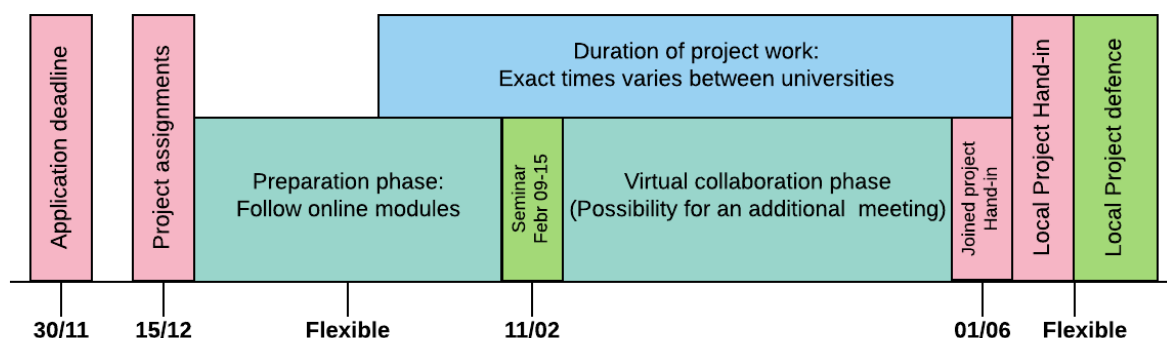 Application deadline
Project assignments
Duration of project work:
Exact times varies between universities
Preparation phase:
Follow online modules
Seminar
Febr 09-15
Virtual collaboration phase
(Possibility for an additional meeting)
Joined project
Hand-in
Local Project Hand-in
Local Project defence
30/11
15/12
Flexible
11/02
01/06
Flexible